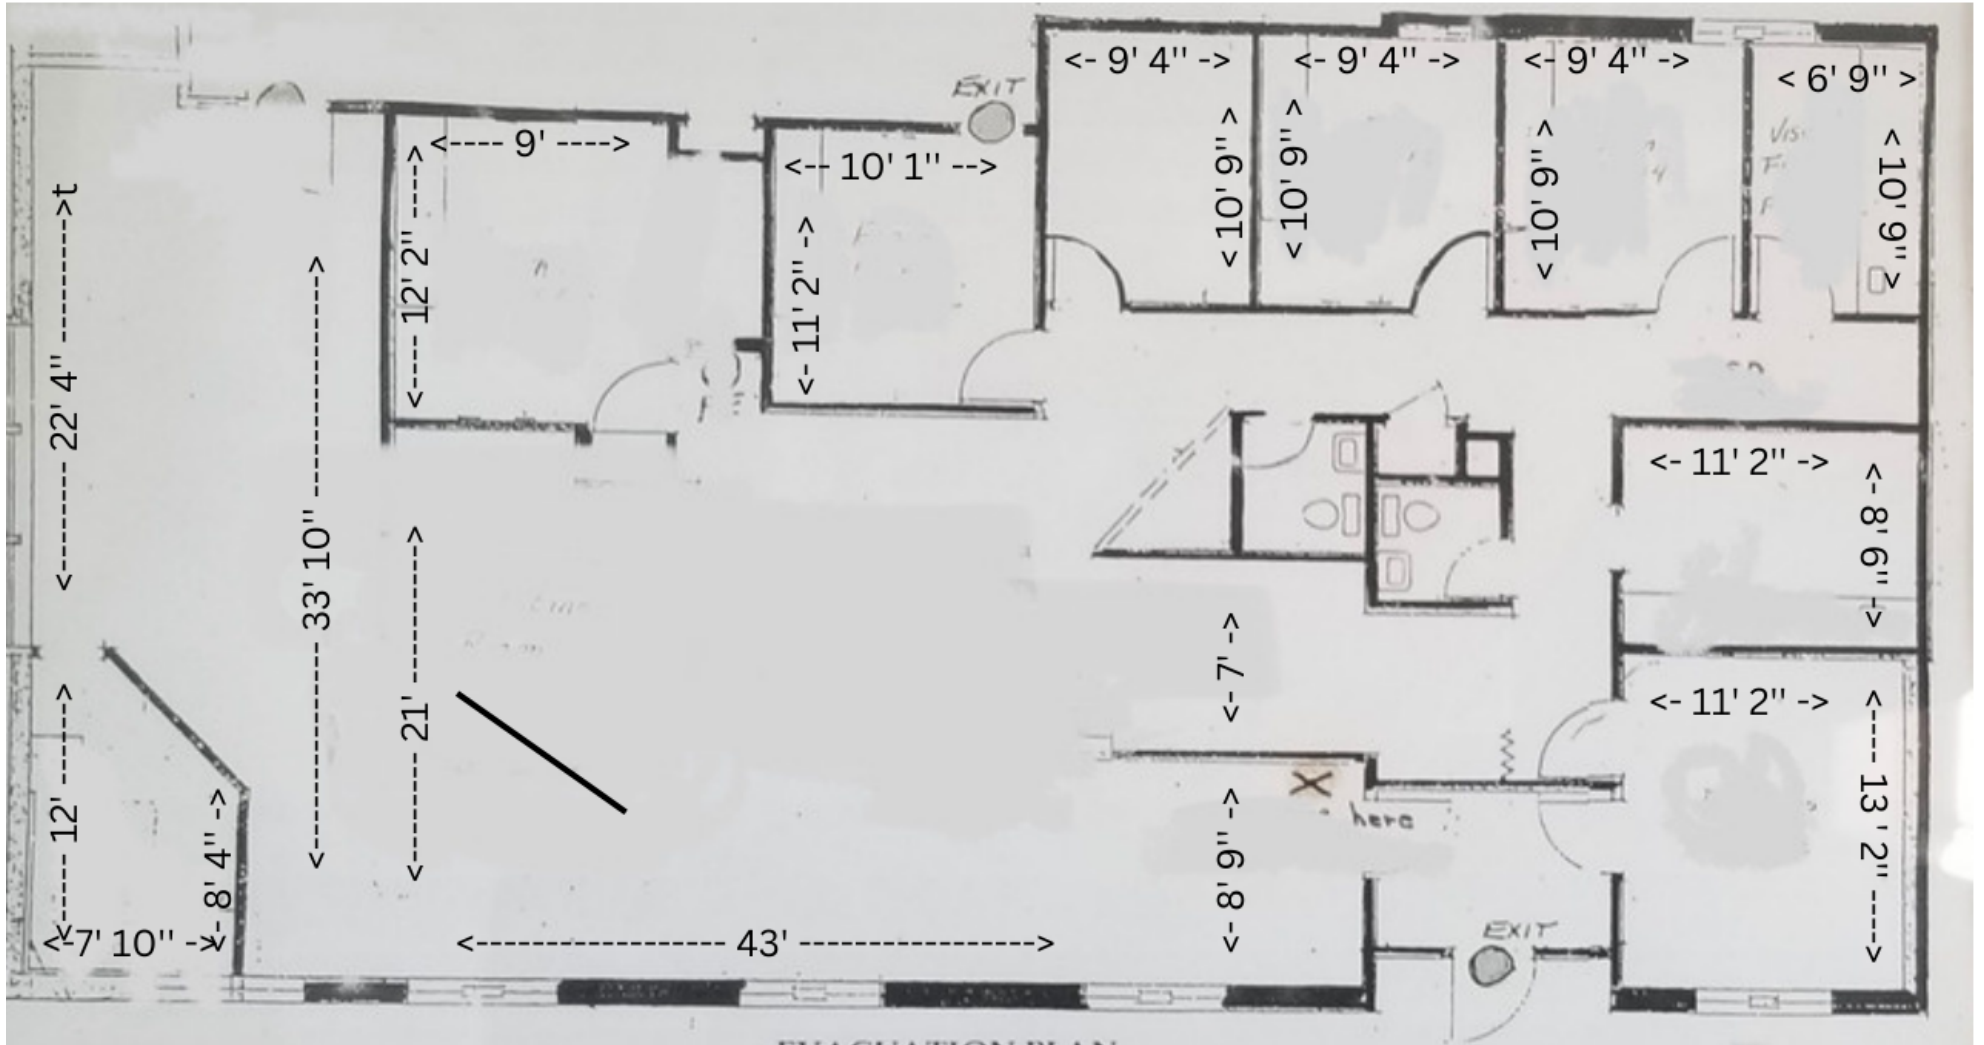 EXIT
<- 9' 4" ->
<- 9' 4" ->
<- 9' 4" ->
< 6' 9" >
<---- 9' ---->
<-- 10' 1" -->
<---- 12' 2" ---->
<-- 11' 2" ->
< 10' 9" >
< 10' 9" >
< 10' 9" >
< 10' 9" >
<----- 22' 4" ------>t
<---------- 33' 10" ----------->
<- 11' 2" ->
<- 8' 6" ->
<------- 21' ------->
<- 7' ->
<- 11' 2" ->
<----- 13 ' 2" ----->
<----- 12' ----->
<- 8' 4" ->
<- 8' 9" ->
X
here
<-7' 10" ->
<------------------- 43' ------------------>
EXIT
EVACUATION PLAN